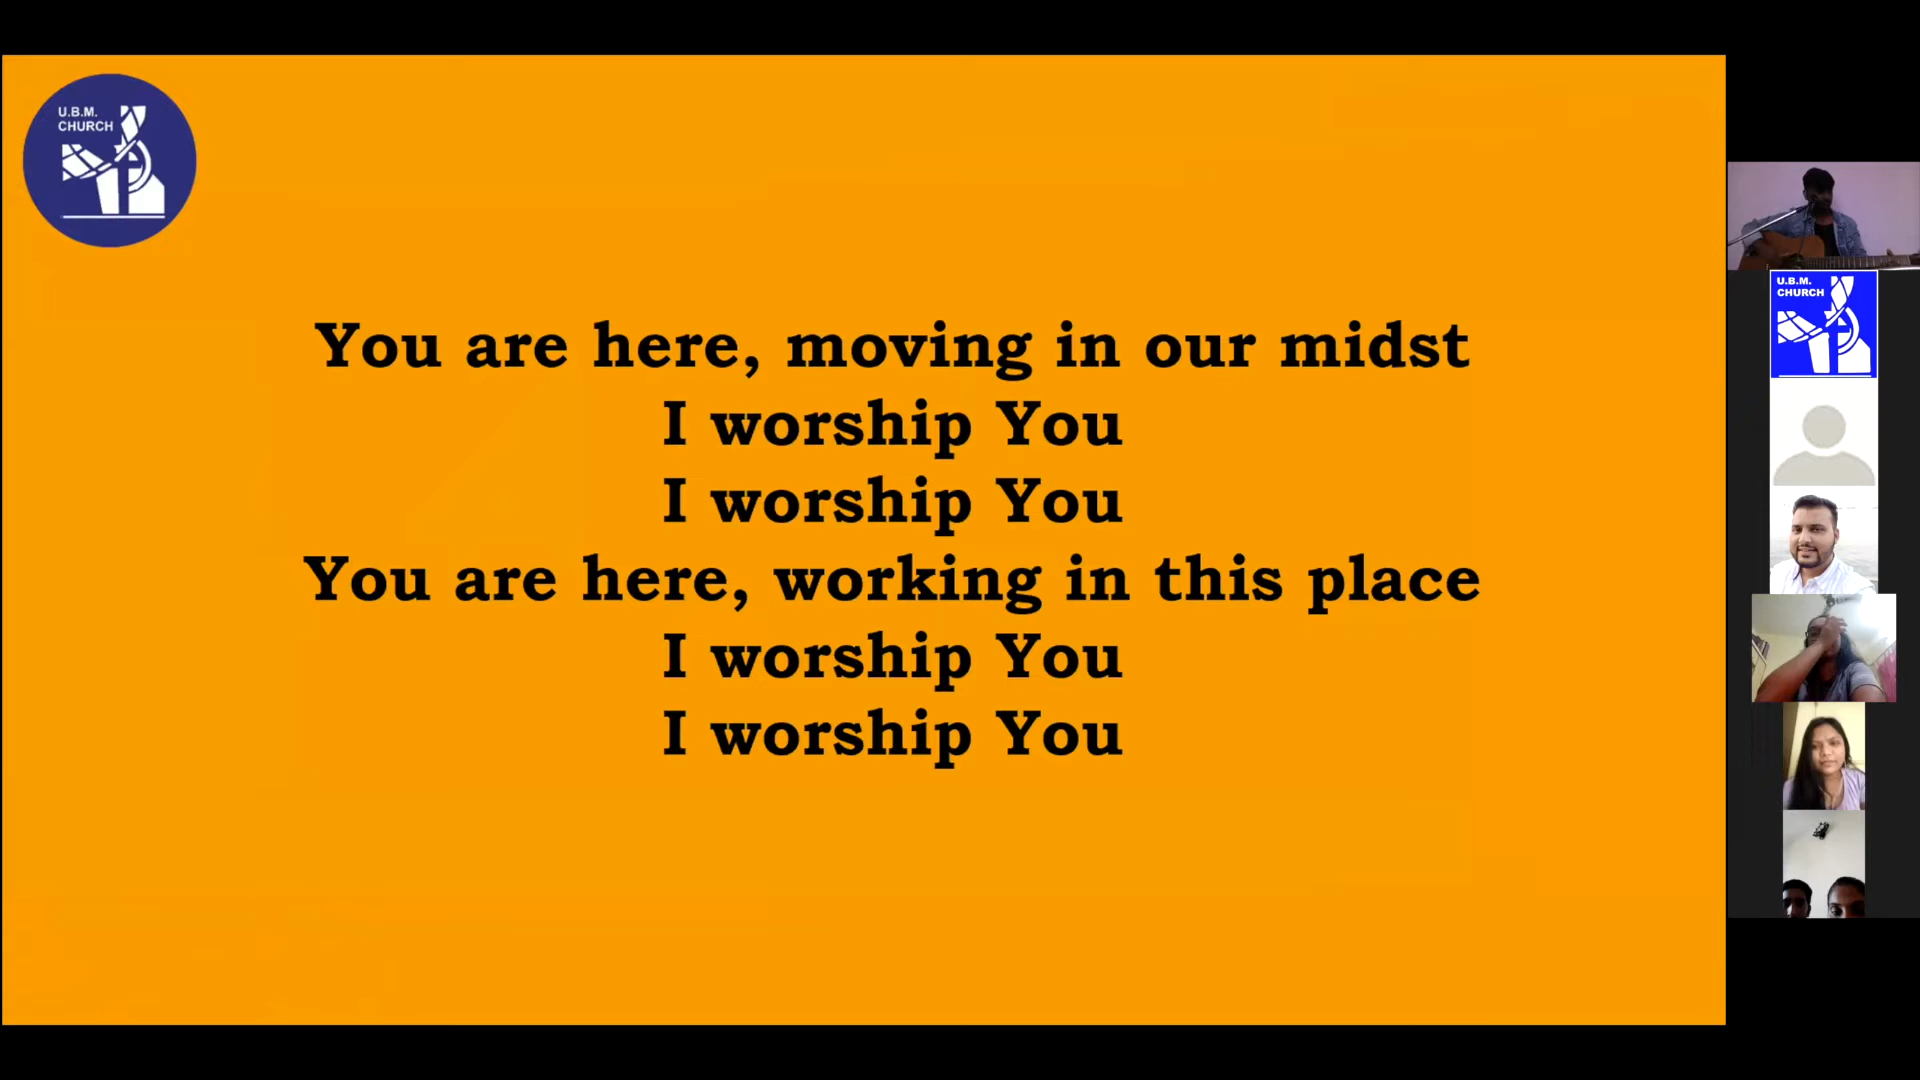 U.B.M.
CHURCH
You are here, moving in our midst
I worship You
I worship You
You are here, working in this place
I worship You
I worship You
U.B.M.
CHURCH